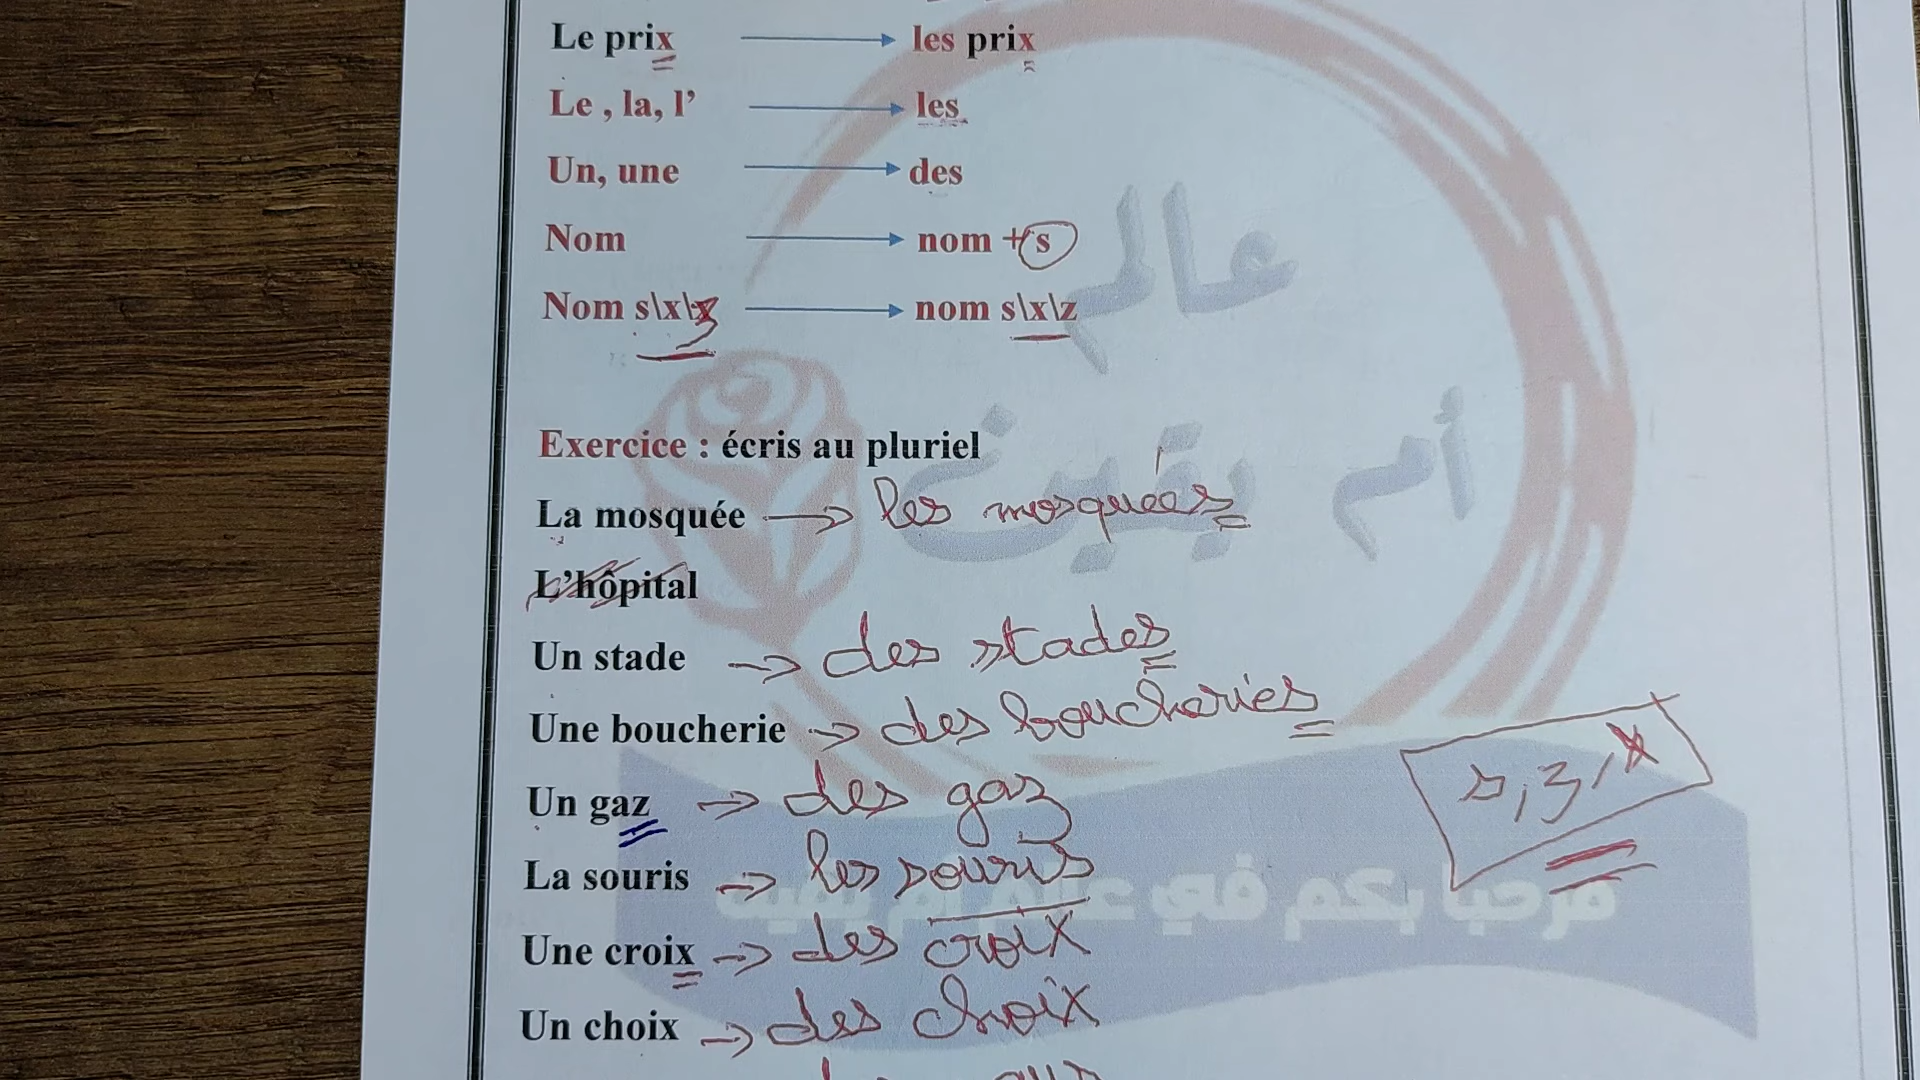 Le prix → les prix
Le , la, l’ → les
Un, une → des
Nom → nom +s
Nom s\x\z → nom s\x\z
Exercice : écris au pluriel
La mosquée → les mosquées
L’hôpital
Un stade → des stades
Une boucherie → des boucheries
Un gaz → des gaz
La souris → les souris
Une croix → des croix
Un choix → des choix
s, z, x
عالم
أم يقين
مرحبا بكم في عالم أم يقين